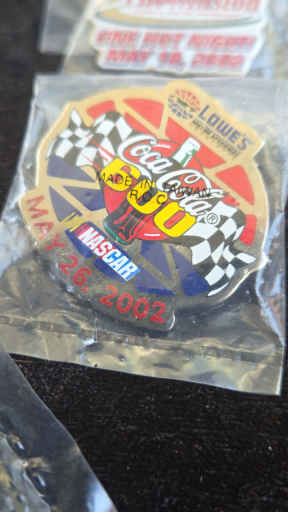 ONE HOT NIGHT!
MAY 18, 2002
LOWE'S
Coca-Cola®
600
MADE IN TAIWAN
R.O.C.
NASCAR
MAY 26, 2002